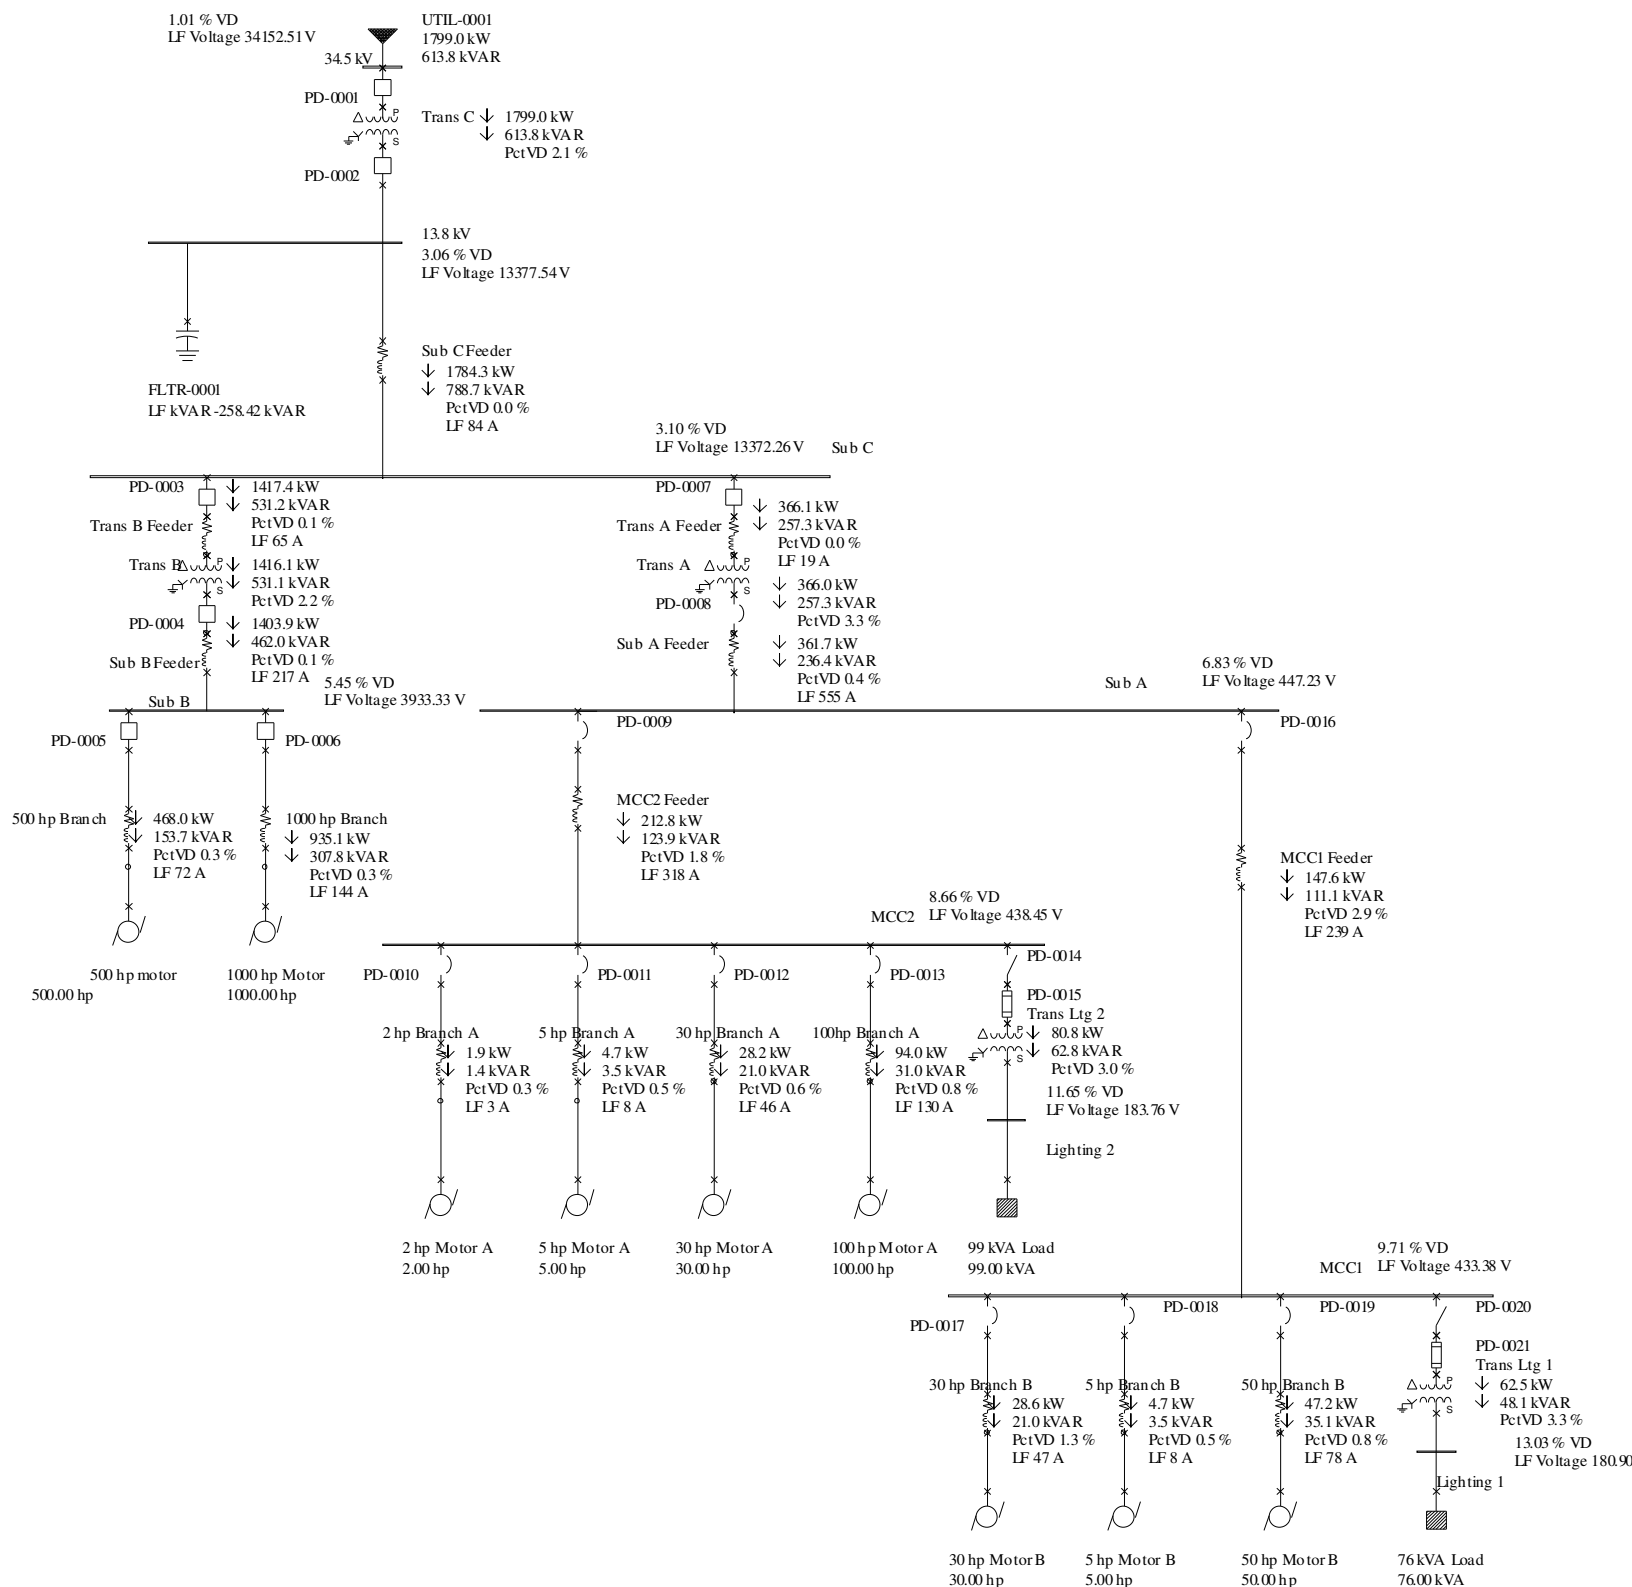 1.01 % VD
LF Voltage 34152.51 V
UTIL-0001
1799.0 kW
613.8 kVAR
34.5 kV
PD-0001
P
S
Trans C
1799.0 kW
613.8 kVAR
PctVD 2.1 %
PD-0002
13.8 kV
3.06 % VD
LF Voltage 13377.54 V
FLTR-0001
LF kVAR -258.42 kVAR
Sub C Feeder
1784.3 kW
788.7 kVAR
PctVD 0.0 %
LF 84 A
3.10 % VD
LF Voltage 13372.26 V
Sub C
PD-0003
1417.4 kW
531.2 kVAR
PctVD 0.1 %
LF 65 A
Trans B Feeder
Trans B
P
S
1416.1 kW
531.1 kVAR
PctVD 2.2 %
PD-0004
1403.9 kW
462.0 kVAR
PctVD 0.1 %
LF 217 A
Sub B Feeder
PD-0007
366.1 kW
257.3 kVAR
PctVD 0.0 %
LF 19 A
Trans A Feeder
Trans A
P
S
366.0 kW
257.3 kVAR
PctVD 3.3 %
PD-0008
Sub A Feeder
361.7 kW
236.4 kVAR
PctVD 0.4 %
LF 555 A
5.45 % VD
LF Voltage 3933.33 V
Sub B
Sub A
6.83 % VD
LF Voltage 447.23 V
PD-0005
PD-0006
PD-0009
PD-0016
500 hp Branch
468.0 kW
153.7 kVAR
PctVD 0.3 %
LF 72 A
1000 hp Branch
935.1 kW
307.8 kVAR
PctVD 0.3 %
LF 144 A
500 hp motor
500.00 hp
1000 hp Motor
1000.00 hp
MCC2 Feeder
212.8 kW
123.9 kVAR
PctVD 1.8 %
LF 318 A
MCC1 Feeder
147.6 kW
111.1 kVAR
PctVD 2.9 %
LF 239 A
MCC2
8.66 % VD
LF Voltage 438.45 V
PD-0010
PD-0011
PD-0012
PD-0013
PD-0014
PD-0015
2 hp Branch A
1.9 kW
1.4 kVAR
PctVD 0.3 %
LF 3 A
5 hp Branch A
4.7 kW
3.5 kVAR
PctVD 0.5 %
LF 8 A
30 hp Branch A
28.2 kW
21.0 kVAR
PctVD 0.6 %
LF 46 A
100hp Branch A
94.0 kW
31.0 kVAR
PctVD 0.8 %
LF 130 A
Trans Ltg 2
P
S
80.8 kW
62.8 kVAR
PctVD 3.0 %
11.65 % VD
LF Voltage 183.76 V
Lighting 2
2 hp Motor A
2.00 hp
5 hp Motor A
5.00 hp
30 hp Motor A
30.00 hp
100 hp Motor A
100.00 hp
99 kVA Load
99.00 kVA
MCC1
9.71 % VD
LF Voltage 433.38 V
PD-0017
PD-0018
PD-0019
PD-0020
PD-0021
30 hp Branch B
28.6 kW
21.0 kVAR
PctVD 1.3 %
LF 47 A
5 hp Branch B
4.7 kW
3.5 kVAR
PctVD 0.5 %
LF 8 A
50 hp Branch B
47.2 kW
35.1 kVAR
PctVD 0.8 %
LF 78 A
Trans Ltg 1
P
S
62.5 kW
48.1 kVAR
PctVD 3.3 %
13.03 % VD
LF Voltage 180.90
Lighting 1
30 hp Motor B
30.00 hp
5 hp Motor B
5.00 hp
50 hp Motor B
50.00 hp
76 kVA Load
76.00 kVA